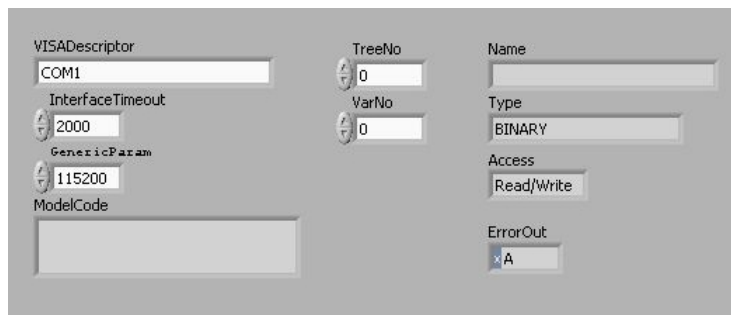 VISADescriptor
COM1
InterfaceTimeout
2000
GenericParam
115200
ModelCode
TreeNo
0
VarNo
0
Name
Type
BINARY
Access
Read/Write
ErrorOut
x A